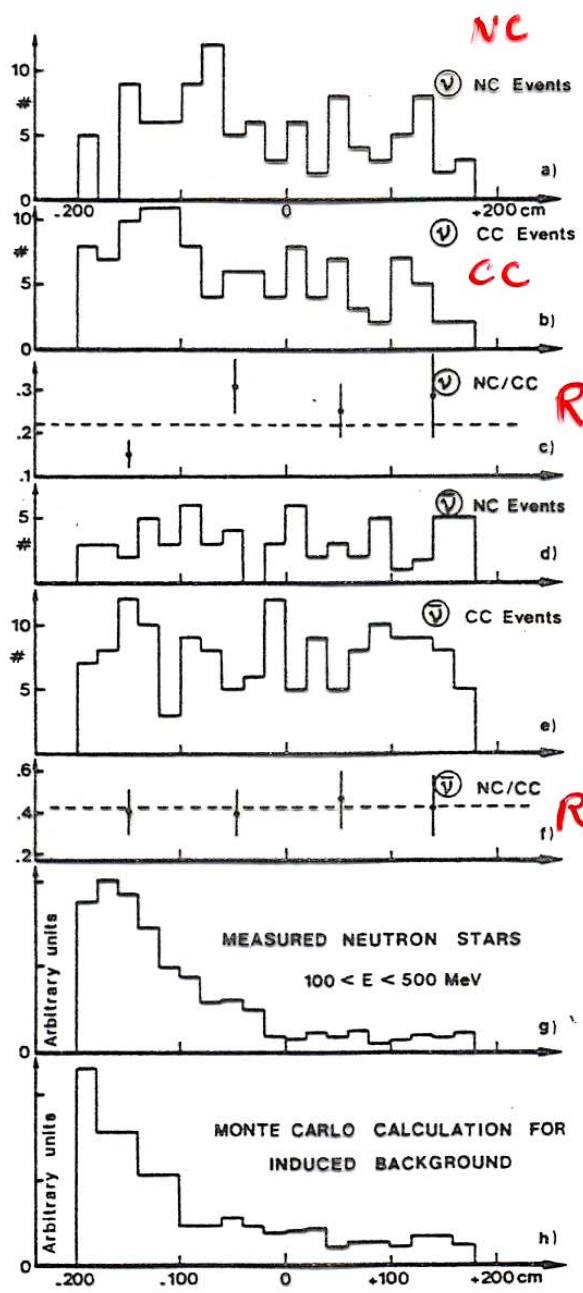 NC
10
ν NC Events
#
5
a)
0
-200 0 +200 cm
10
ν CC Events
#
5
CC
b)
0
.3
ν NC/CC
R
.2
c)
.1
5
ν̄ NC Events
#
d)
ν̄ CC Events
10
#
5
e)
.6
ν̄ NC/CC
.4
R
f)
.2
Arbitrary units
MEASURED NEUTRON STARS
100 < E < 500 MeV
g)
0
Arbitrary units
MONTE CARLO CALCULATION FOR
INDUCED BACKGROUND
h)
0
-200 -100 0 +100 +200 cm